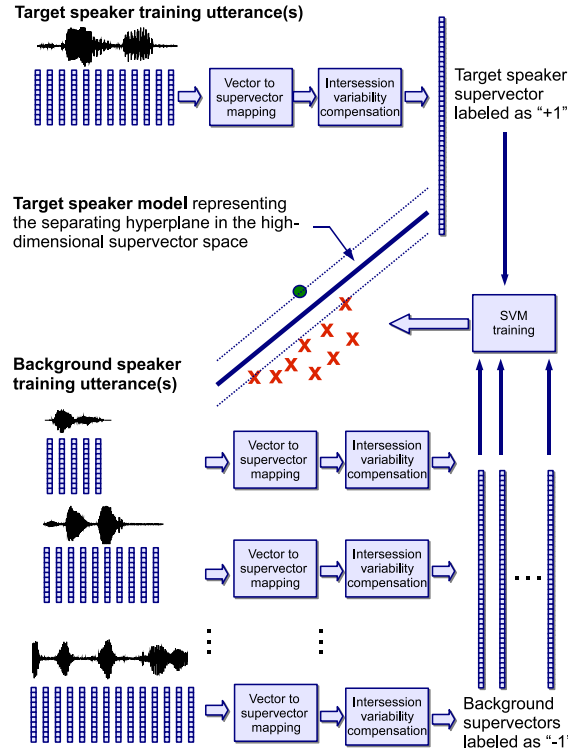 Target speaker training utterance(s)
Vector to
supervector
mapping
Intersession
variability
compensation
Target speaker
supervector
labeled as “+1”
Target speaker model representing
the separating hyperplane in the high-
dimensional supervector space
SVM
training
X
X
X
X
X
X
X
X
X
Background speaker
training utterance(s)
Vector to
supervector
mapping
Intersession
variability
compensation
Vector to
supervector
mapping
Intersession
variability
compensation
Vector to
supervector
mapping
Intersession
variability
compensation
Background
supervectors
labeled as “-1”